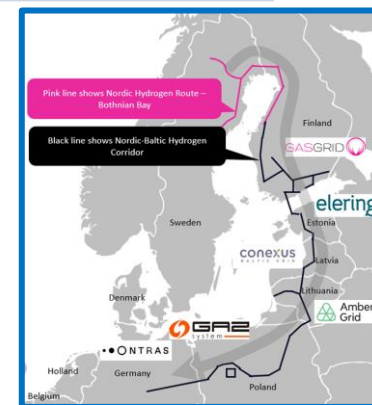 Pink line shows Nordic Hydrogen Route –
Bothnian Bay
Black line shows Nordic-Baltic Hydrogen
Corridor
Finland
GASGRID
elering
Sweden
Estonia
conexus
BALTIC GRID
Latvia
Lithuania
Denmark
Amber
Grid
GAZ
system
ONTRAS
Holland
Germany
Poland
Belgium